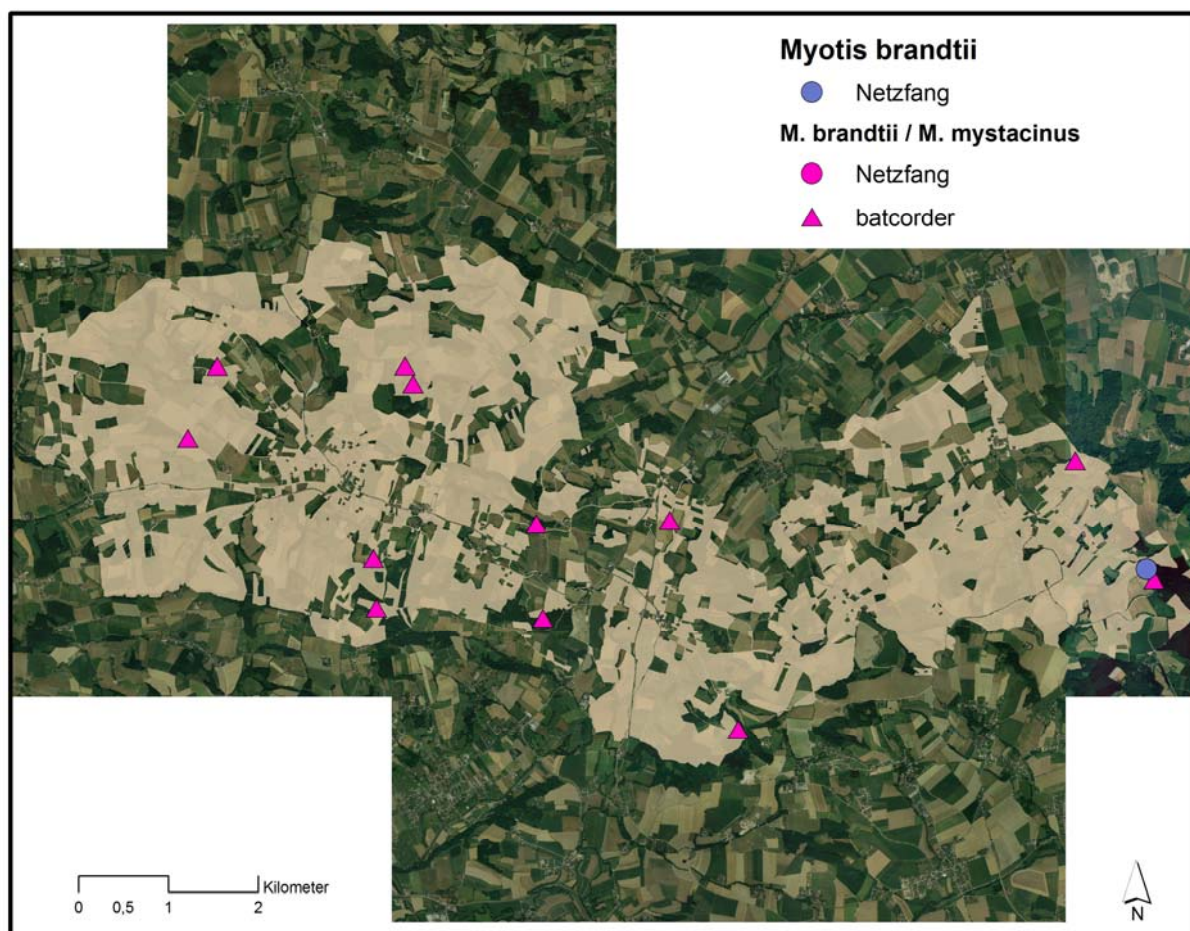 Myotis brandtii
Netzfang
M. brandtii / M. mystacinus
Netzfang
batcorder
Kilometer
0 0,5 1 2
N